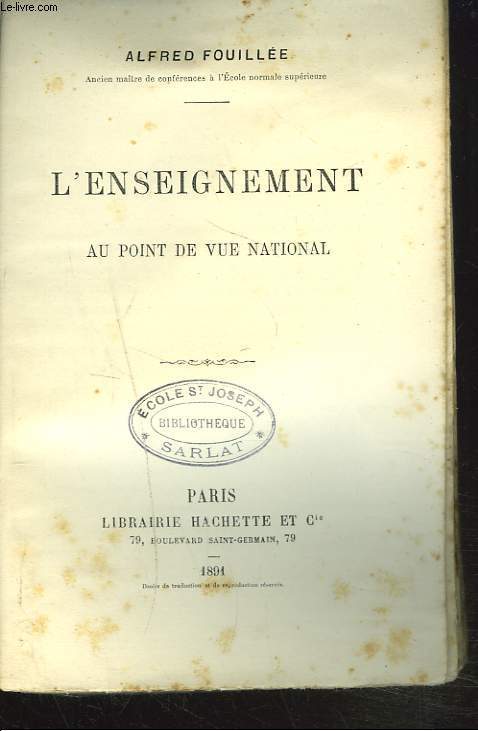 Le-livre.com
ALFRED FOUILLÉE
Ancien maître de conférences à l'École normale supérieure
L'ENSEIGNEMENT
AU POINT DE VUE NATIONAL
ÉCOLE ST JOSEPH
BIBLIOTHEQUE
* SARLAT *
PARIS
LIBRAIRIE HACHETTE ET Cie
79, BOULEVARD SAINT-GERMAIN, 79
1891
Droits de traduction et de reproduction réservés.